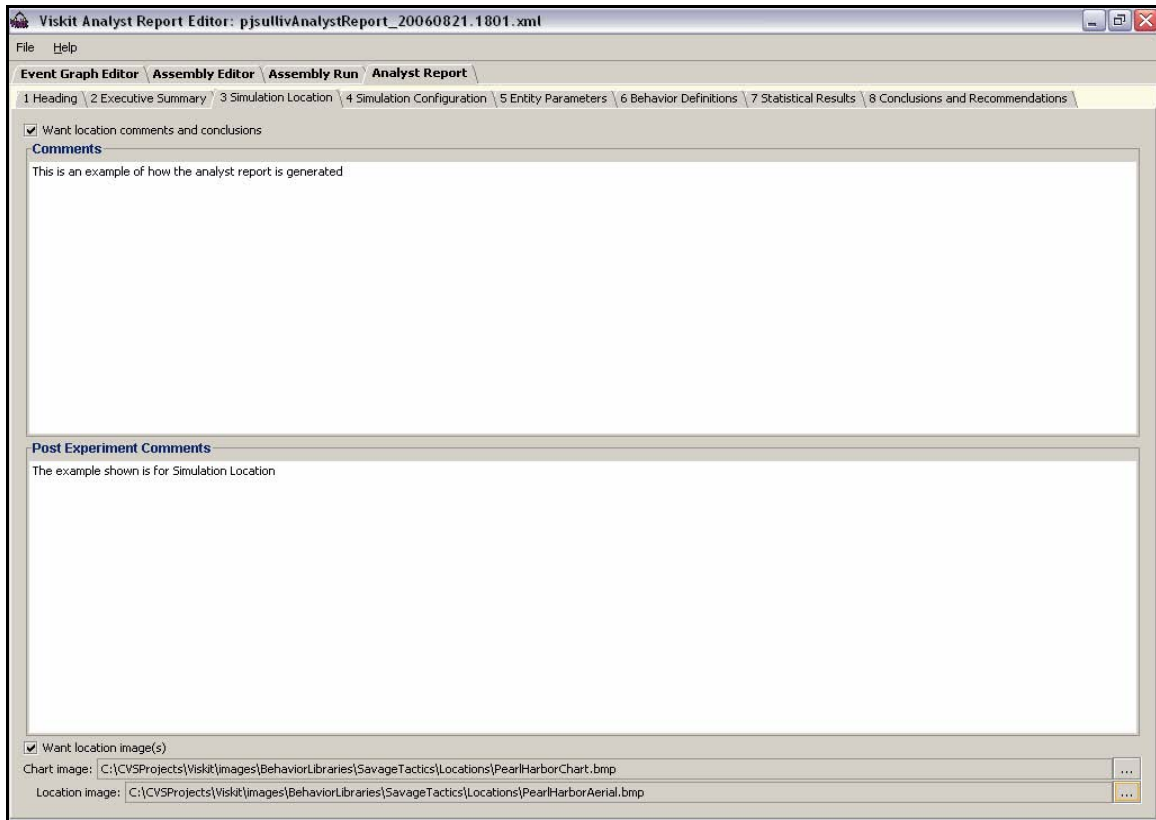 Viskit Analyst Report Editor: pjsullivAnalystReport_20060821.1801.xml
File Help
Event Graph Editor Assembly Editor Assembly Run Analyst Report
1 Heading 2 Executive Summary 3 Simulation Location 4 Simulation Configuration 5 Entity Parameters 6 Behavior Definitions 7 Statistical Results 8 Conclusions and Recommendations
Want location comments and conclusions
Comments
This is an example of how the analyst report is generated
Post Experiment Comments
The example shown is for Simulation Location
Want location image(s)
Chart image: C:\CVSProjects\Viskit\images\BehaviorLibraries\SavageTactics\Locations\PearlHarborChart.bmp ...
Location image: C:\CVSProjects\Viskit\images\BehaviorLibraries\SavageTactics\Locations\PearlHarborAerial.bmp ...